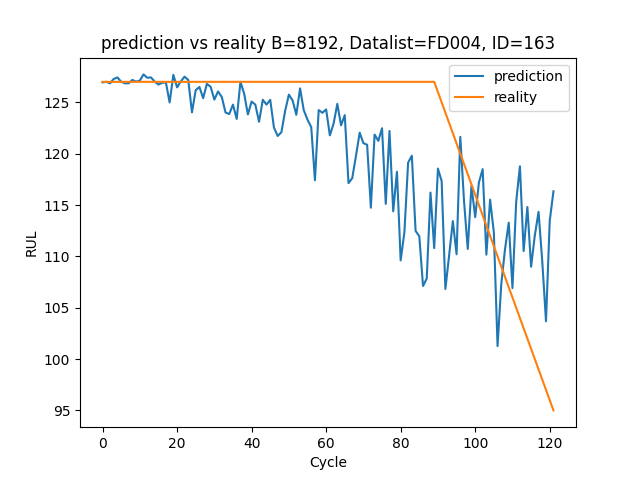 prediction vs reality B=8192, Datalist=FD004, ID=163
prediction
reality
125
120
115
110
105
100
95
RUL
0 20 40 60 80 100 120
Cycle